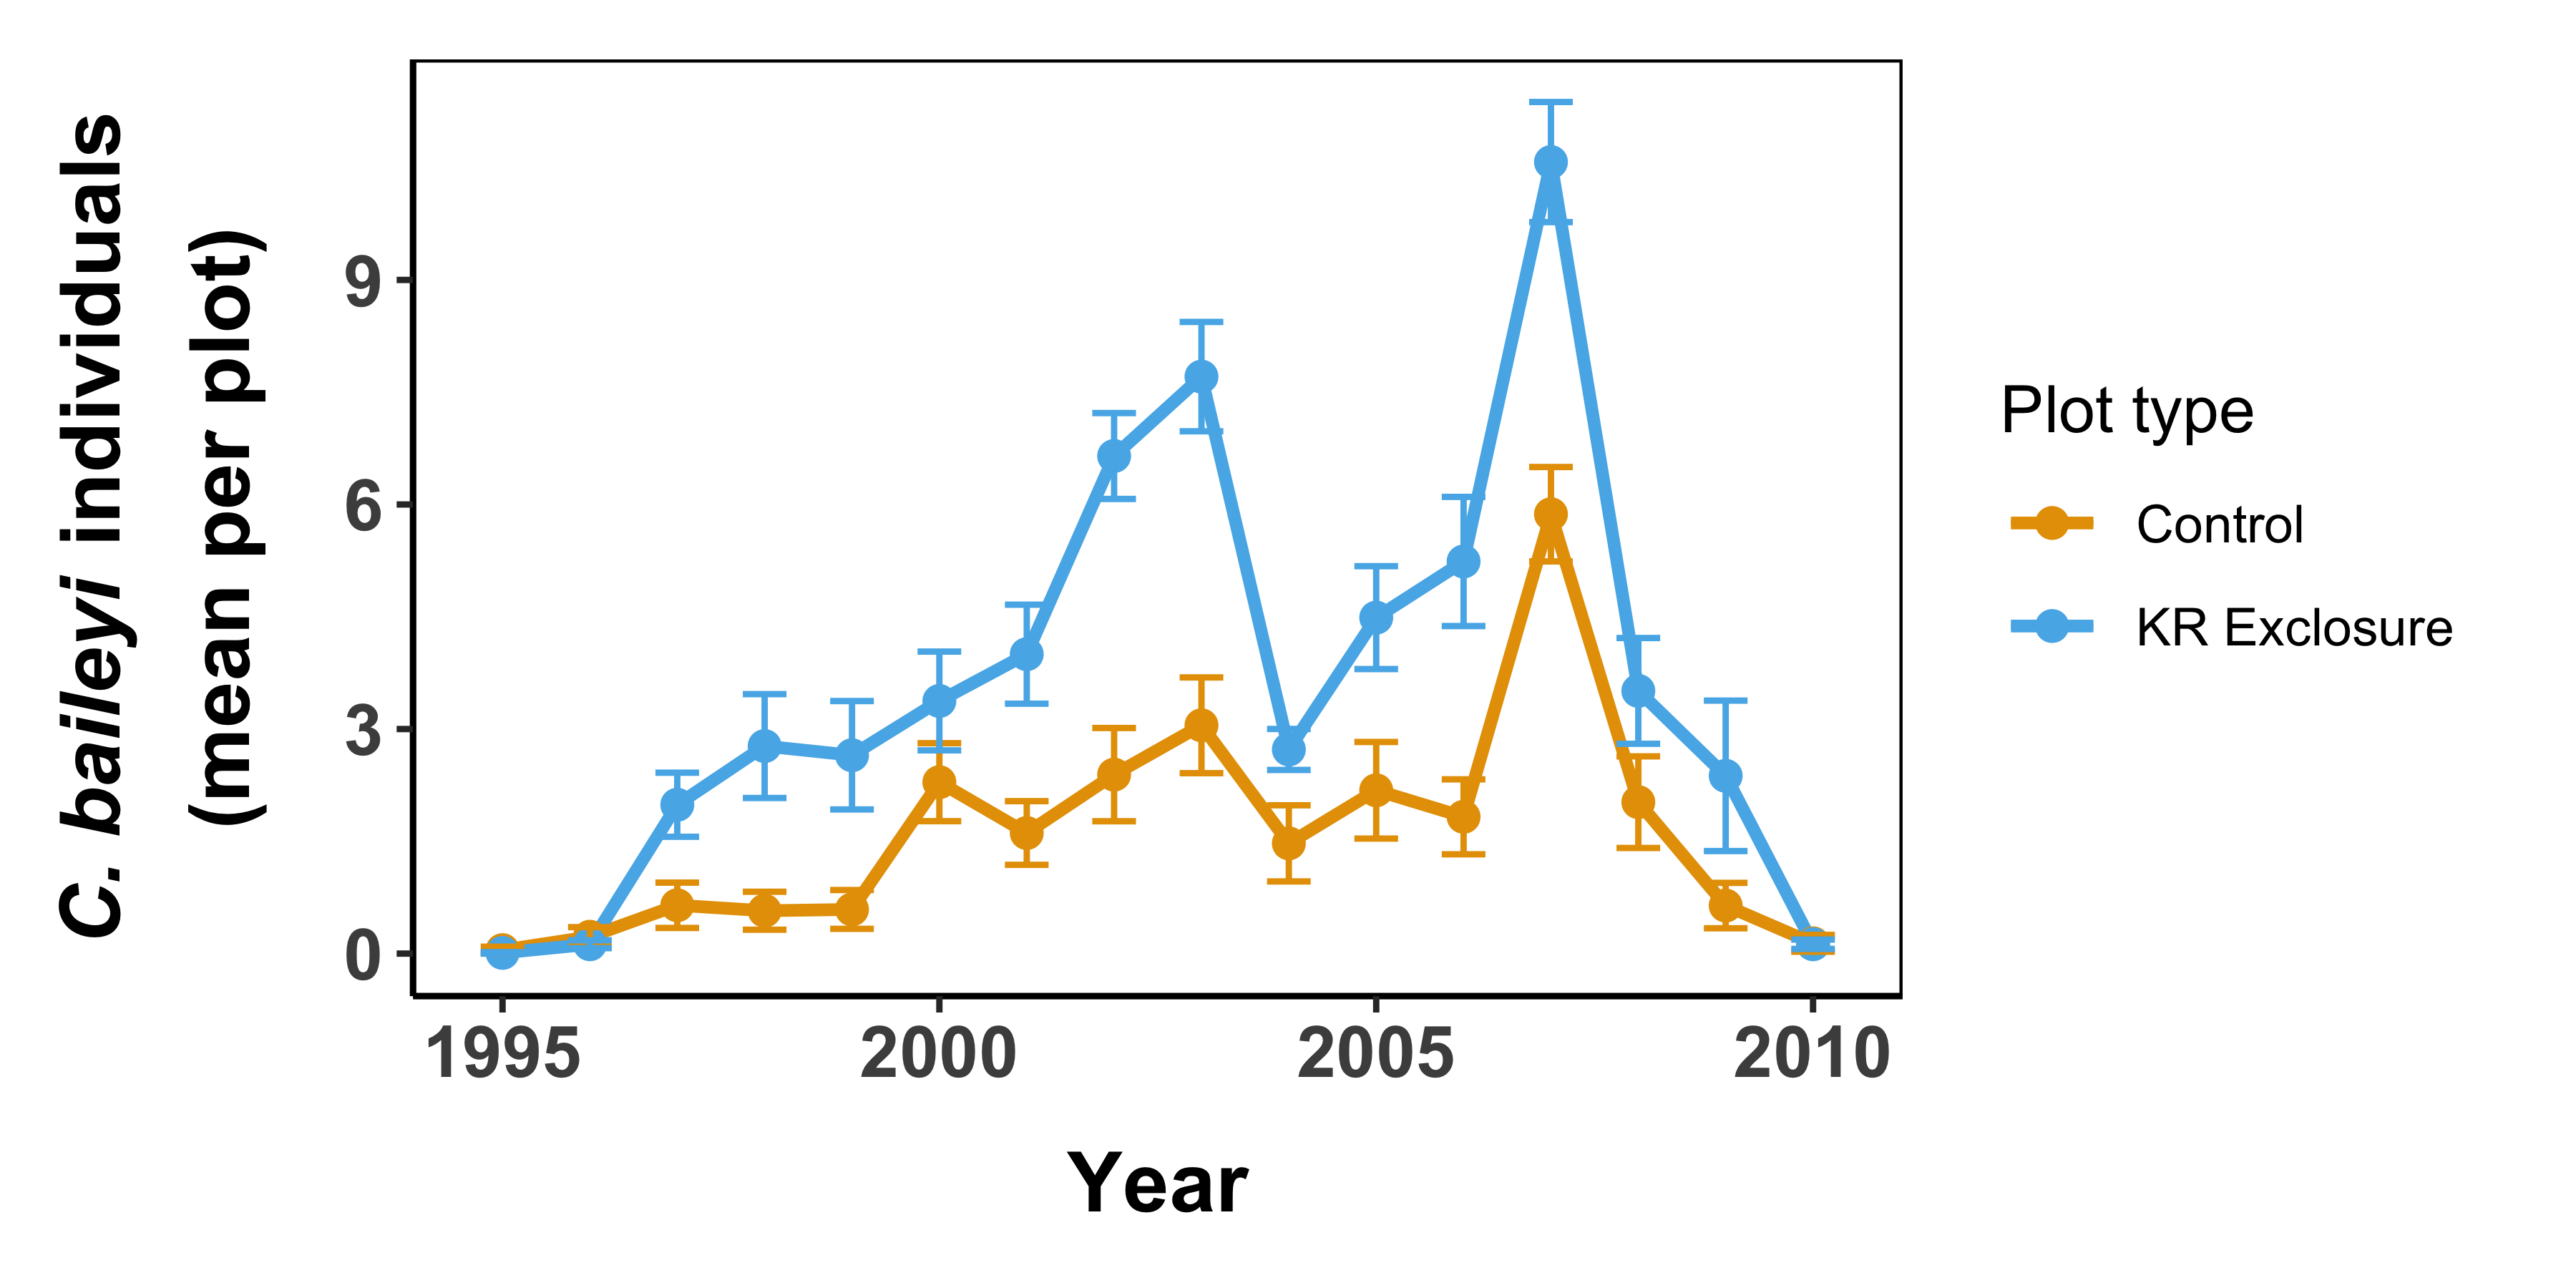 C. baileyi individuals
(mean per plot)
9
6
3
0
1995 2000 2005 2010
Year
Plot type
Control
KR Exclosure